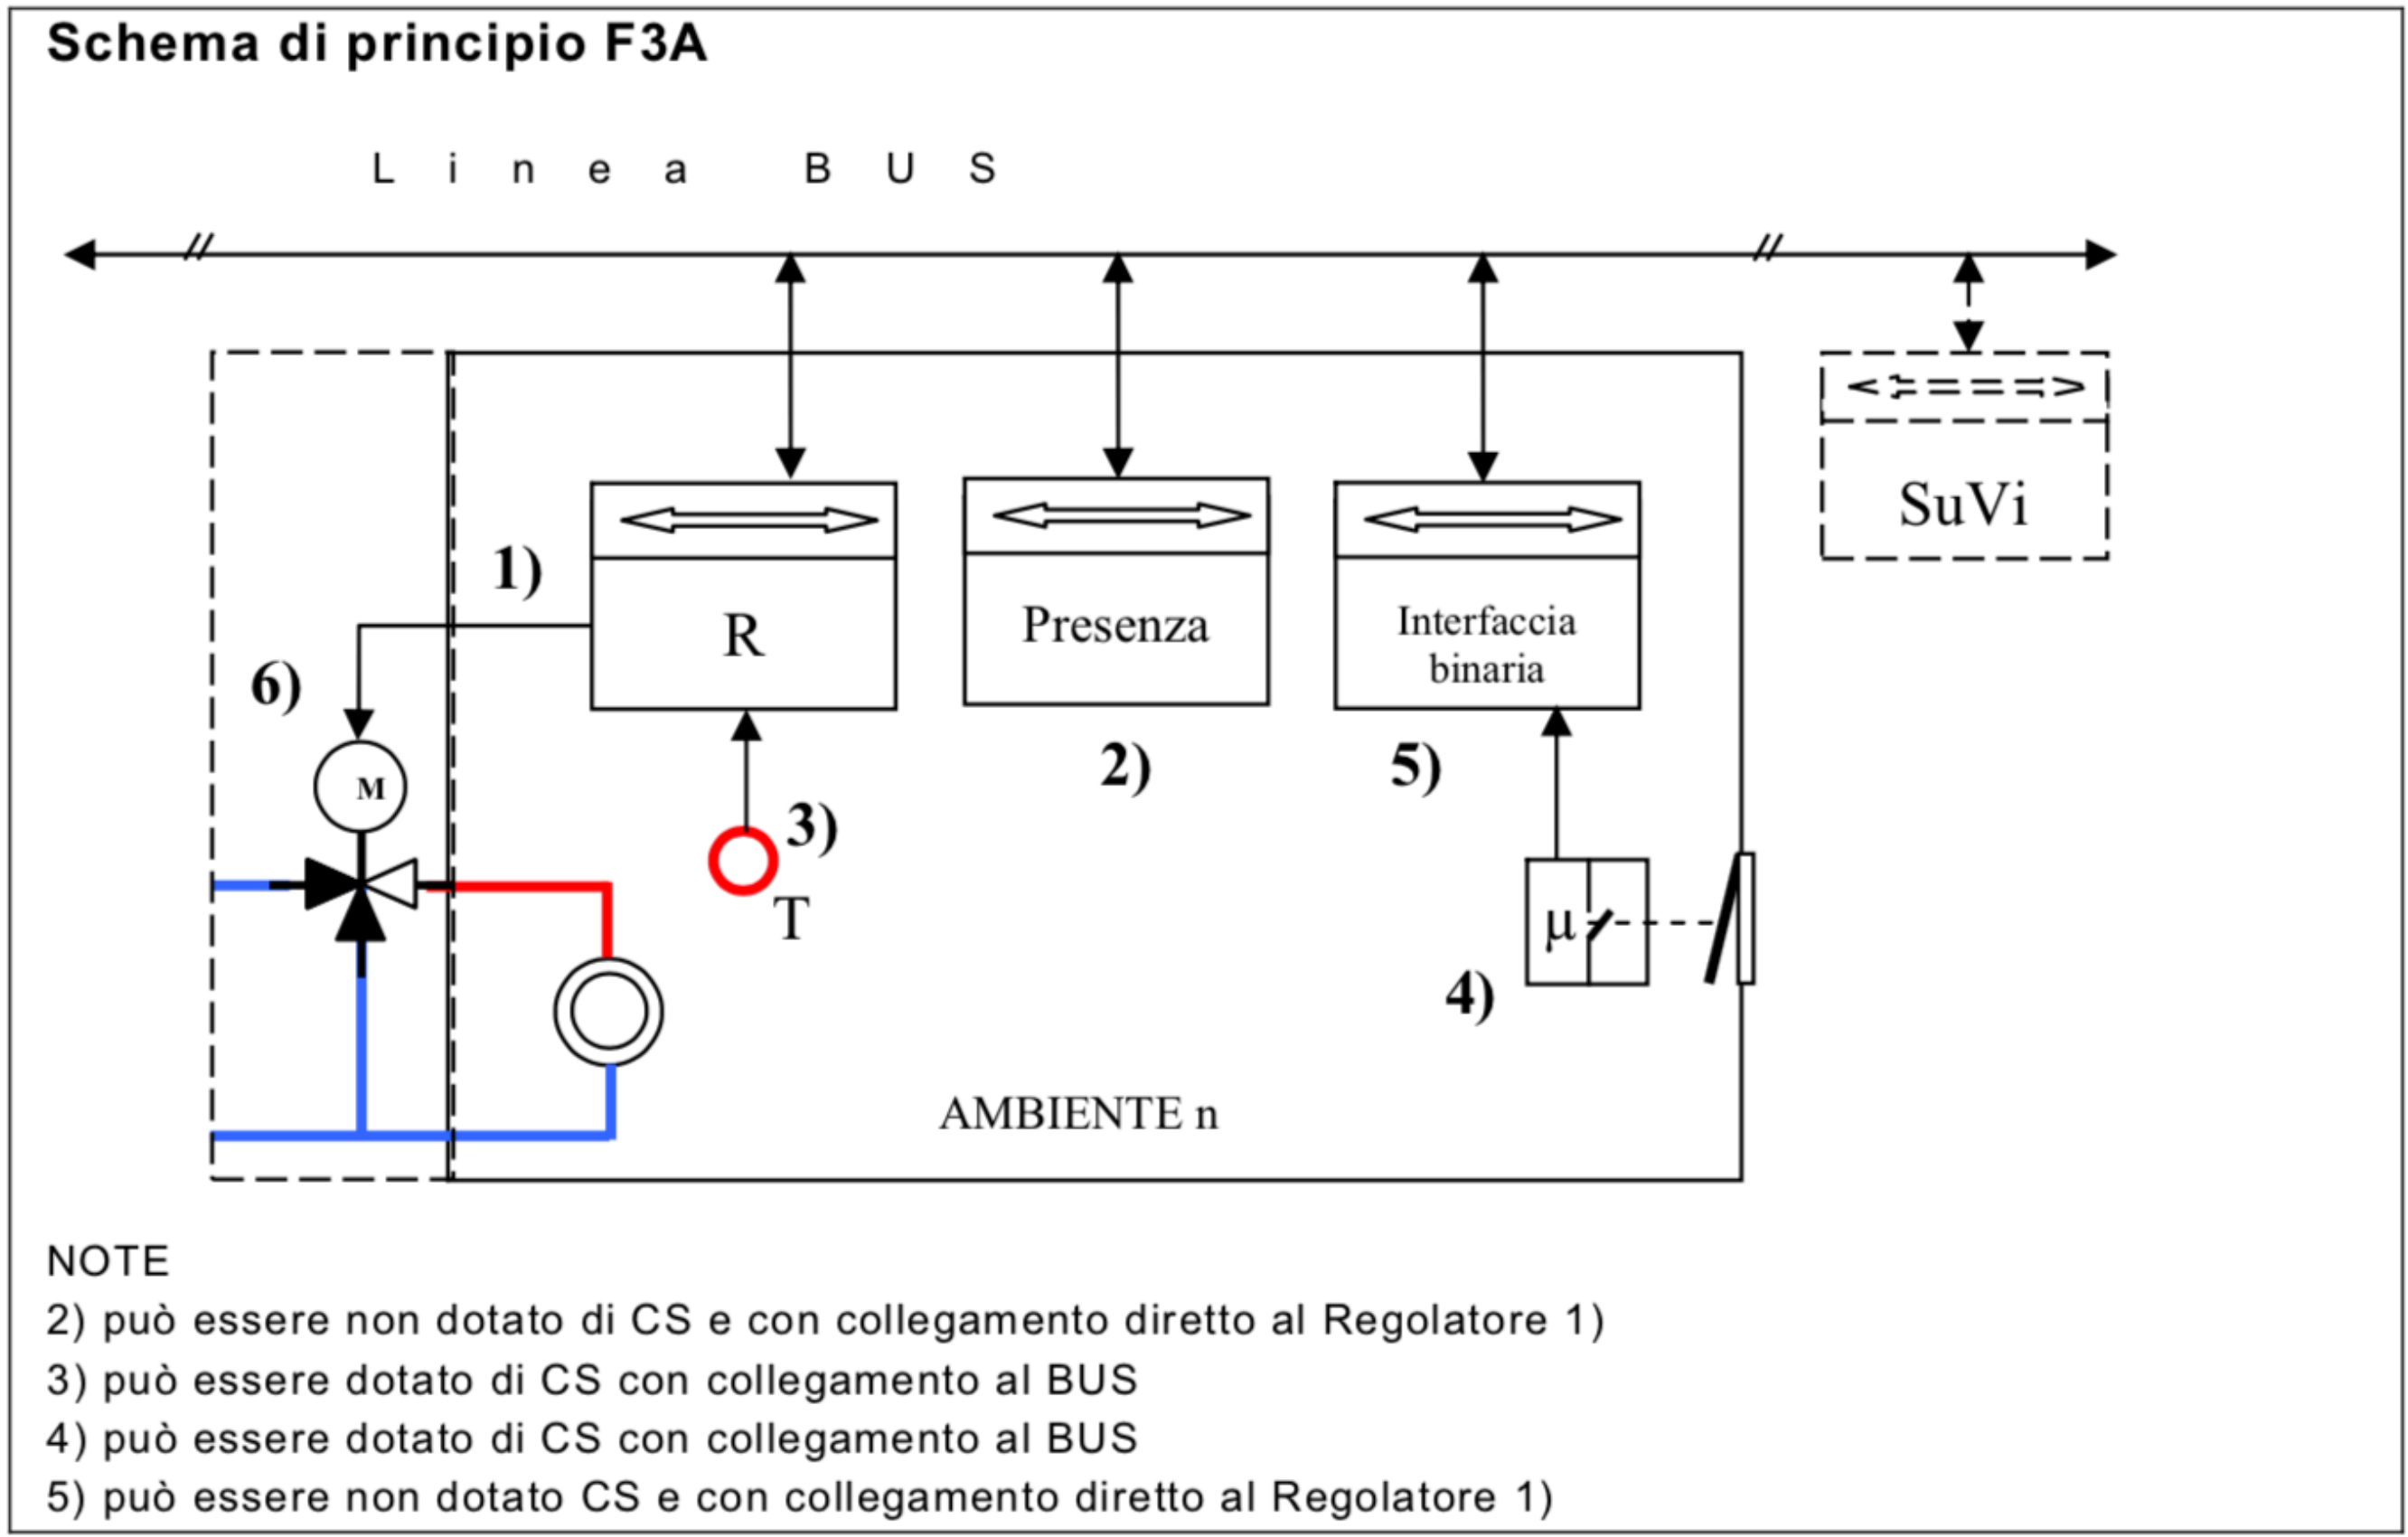 Schema di principio F3A
Linea BUS
SuVi
1)
R
Presenza
Interfaccia
binaria
6)
M
2)
5)
3)
T
μ
4)
AMBIENTE n
NOTE
2) può essere non dotato di CS e con collegamento diretto al Regolatore 1)
3) può essere dotato di CS con collegamento al BUS
4) può essere dotato di CS con collegamento al BUS
5) può essere non dotato CS e con collegamento diretto al Regolatore 1)